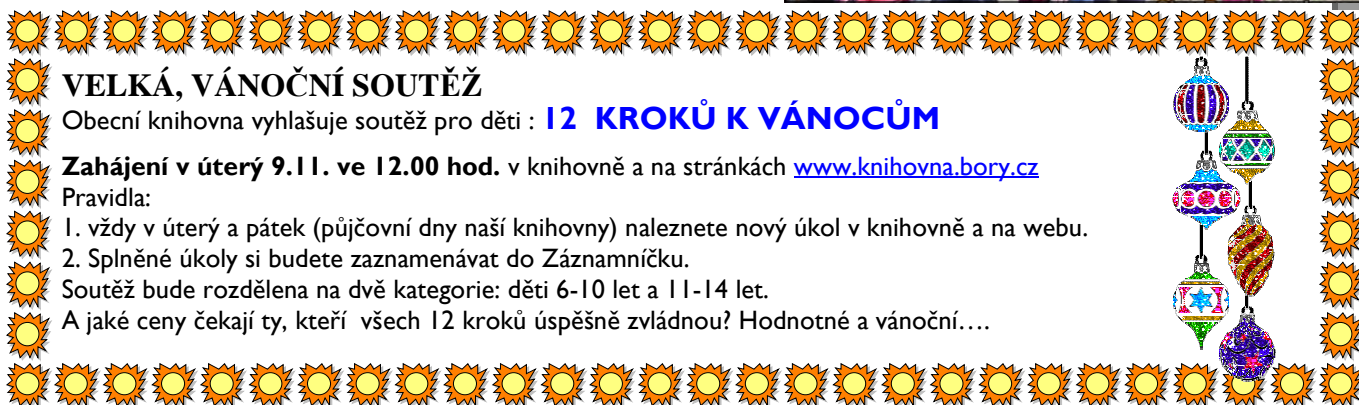 VELKÁ, VÁNOČNÍ SOUTĚŽ
Obecní knihovna vyhlašuje soutěž pro děti : 12 KROKŮ K VÁNOCŮM
Zahájení v úterý 9.11. ve 12.00 hod. v knihovně a na stránkách www.knihovna.bory.cz
Pravidla:
1. vždy v úterý a pátek (půjčovní dny naší knihovny) naleznete nový úkol v knihovně a na webu.
2. Splněné úkoly si budete zaznamenávat do Záznamníčku.
Soutěž bude rozdělena na dvě kategorie: děti 6-10 let a 11-14 let.
A jaké ceny čekají ty, kteří všech 12 kroků úspěšně zvládnou? Hodnotné a vánoční….